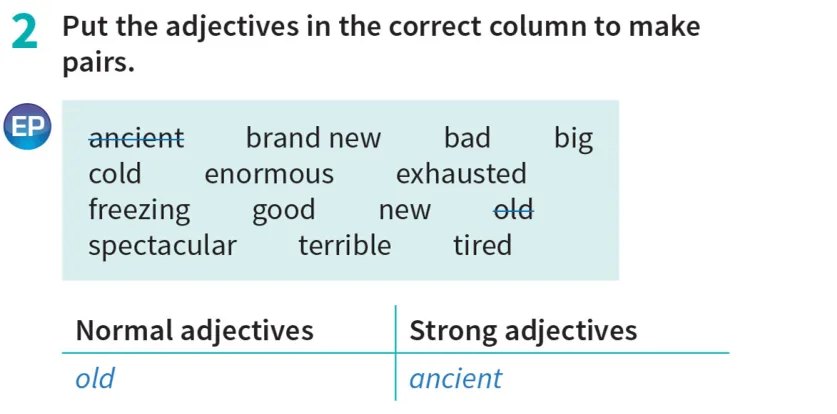 2 Put the adjectives in the correct column to make
pairs.
EP
ancient brand new bad big
cold enormous exhausted
freezing good new old
spectacular terrible tired
Normal adjectives Strong adjectives
old ancient